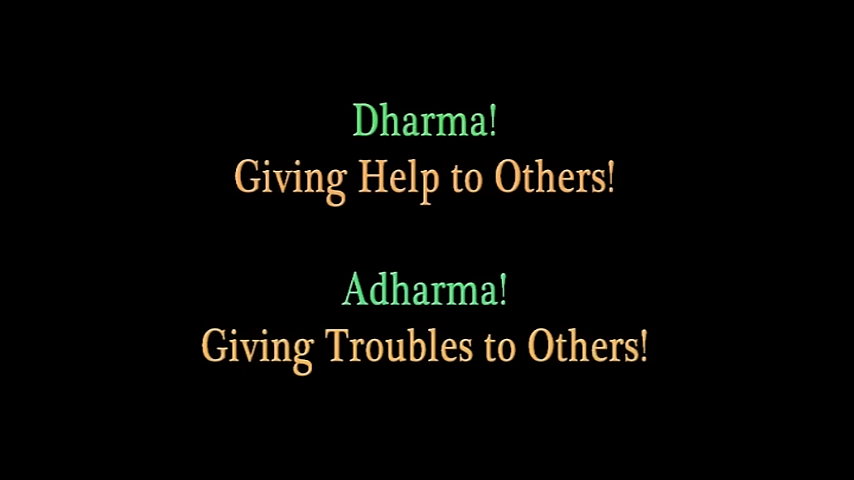 Dharma!
Giving Help to Others!
Adharma!
Giving Troubles to Others!